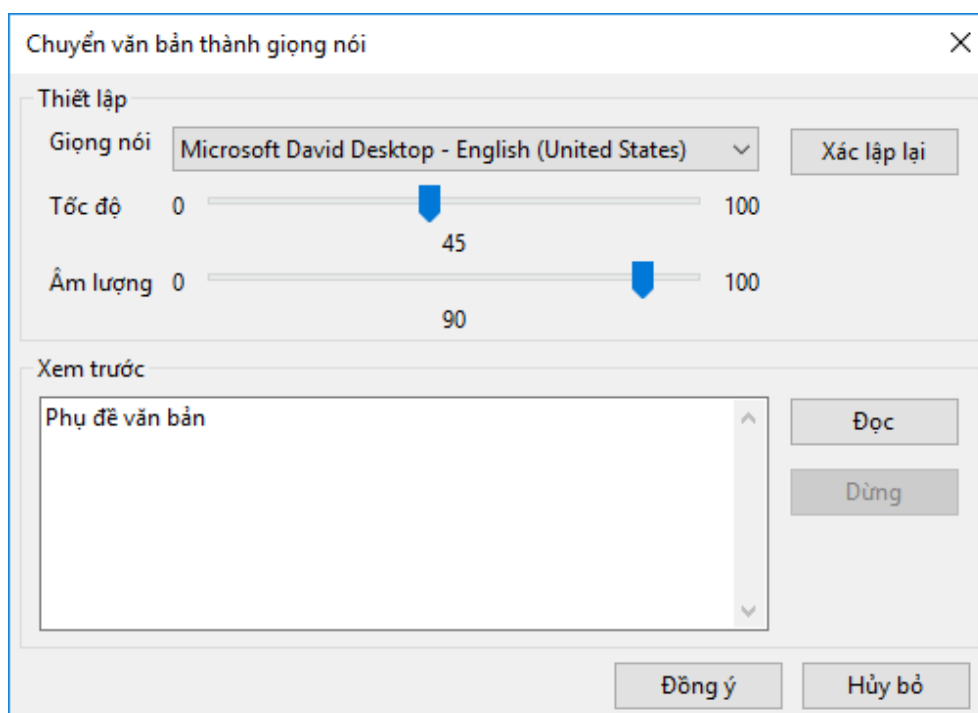 Chuyển văn bản thành giọng nói
Thiết lập
Giọng nói Microsoft David Desktop - English (United States) Xác lập lại
Tốc độ 0 100
45
Âm lượng 0 100
90
Xem trước
Phụ đề văn bản
Đọc
Dừng
Đồng ý Hủy bỏ